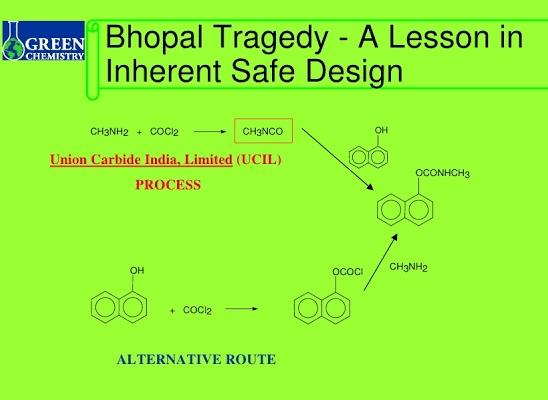 GREEN
CHEMISTRY
Bhopal Tragedy - A Lesson in
Inherent Safe Design
CH3NH2 + COCl2 CH3NCO
OH
Union Carbide India, Limited (UCIL)
PROCESS
OCONHCH3
OH
+ COCl2
OCOCl
CH3NH2
ALTERNATIVE ROUTE